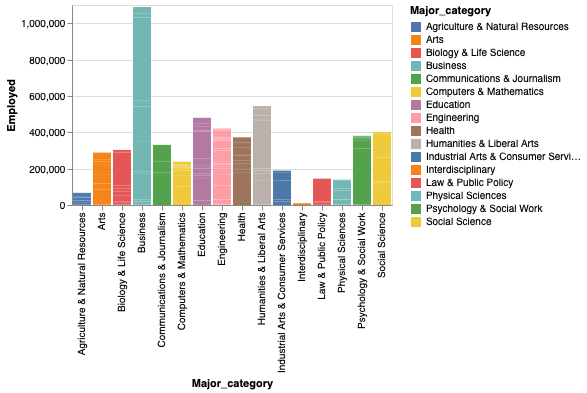 1,000,000
800,000
600,000
400,000
200,000
0
Employed
Agriculture & Natural Resources
Arts
Biology & Life Science
Business
Communications & Journalism
Computers & Mathematics
Education
Engineering
Health
Humanities & Liberal Arts
Industrial Arts & Consumer Services
Interdisciplinary
Law & Public Policy
Physical Sciences
Psychology & Social Work
Social Science
Major_category
Major_category
Agriculture & Natural Resources
Arts
Biology & Life Science
Business
Communications & Journalism
Computers & Mathematics
Education
Engineering
Health
Humanities & Liberal Arts
Industrial Arts & Consumer Servi…
Interdisciplinary
Law & Public Policy
Physical Sciences
Psychology & Social Work
Social Science